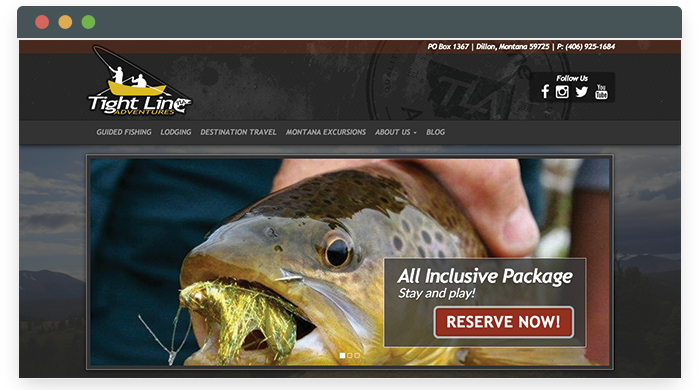 PO Box 1367 | Dillon, Montana 59725 | P: (406) 925-1684
Tight Line
ADVENTURES
TLA
Follow Us
You
Tube
GUIDED FISHING LODGING DESTINATION TRAVEL MONTANA EXCURSIONS ABOUT US BLOG
All Inclusive Package
Stay and play!
RESERVE NOW!